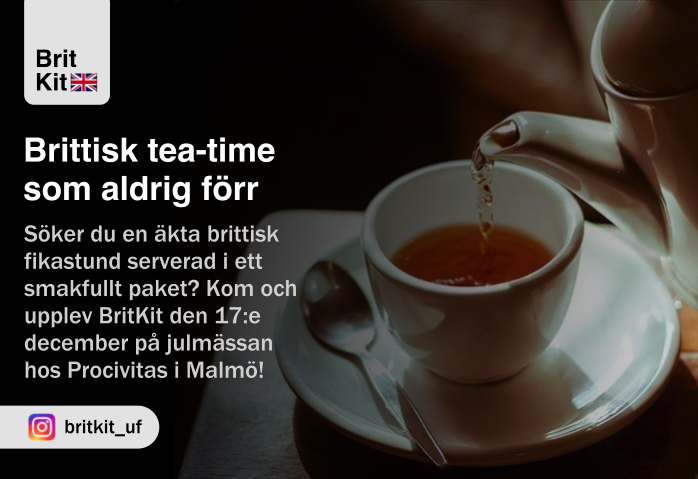 Brit
Kit
Brittisk tea-time
som aldrig förr
Söker du en äkta brittisk
fikastund serverad i ett
smakfullt paket? Kom och
upplev BritKit den 17:e
december på julmässan
hos Procivitas i Malmö!
britkit_uf